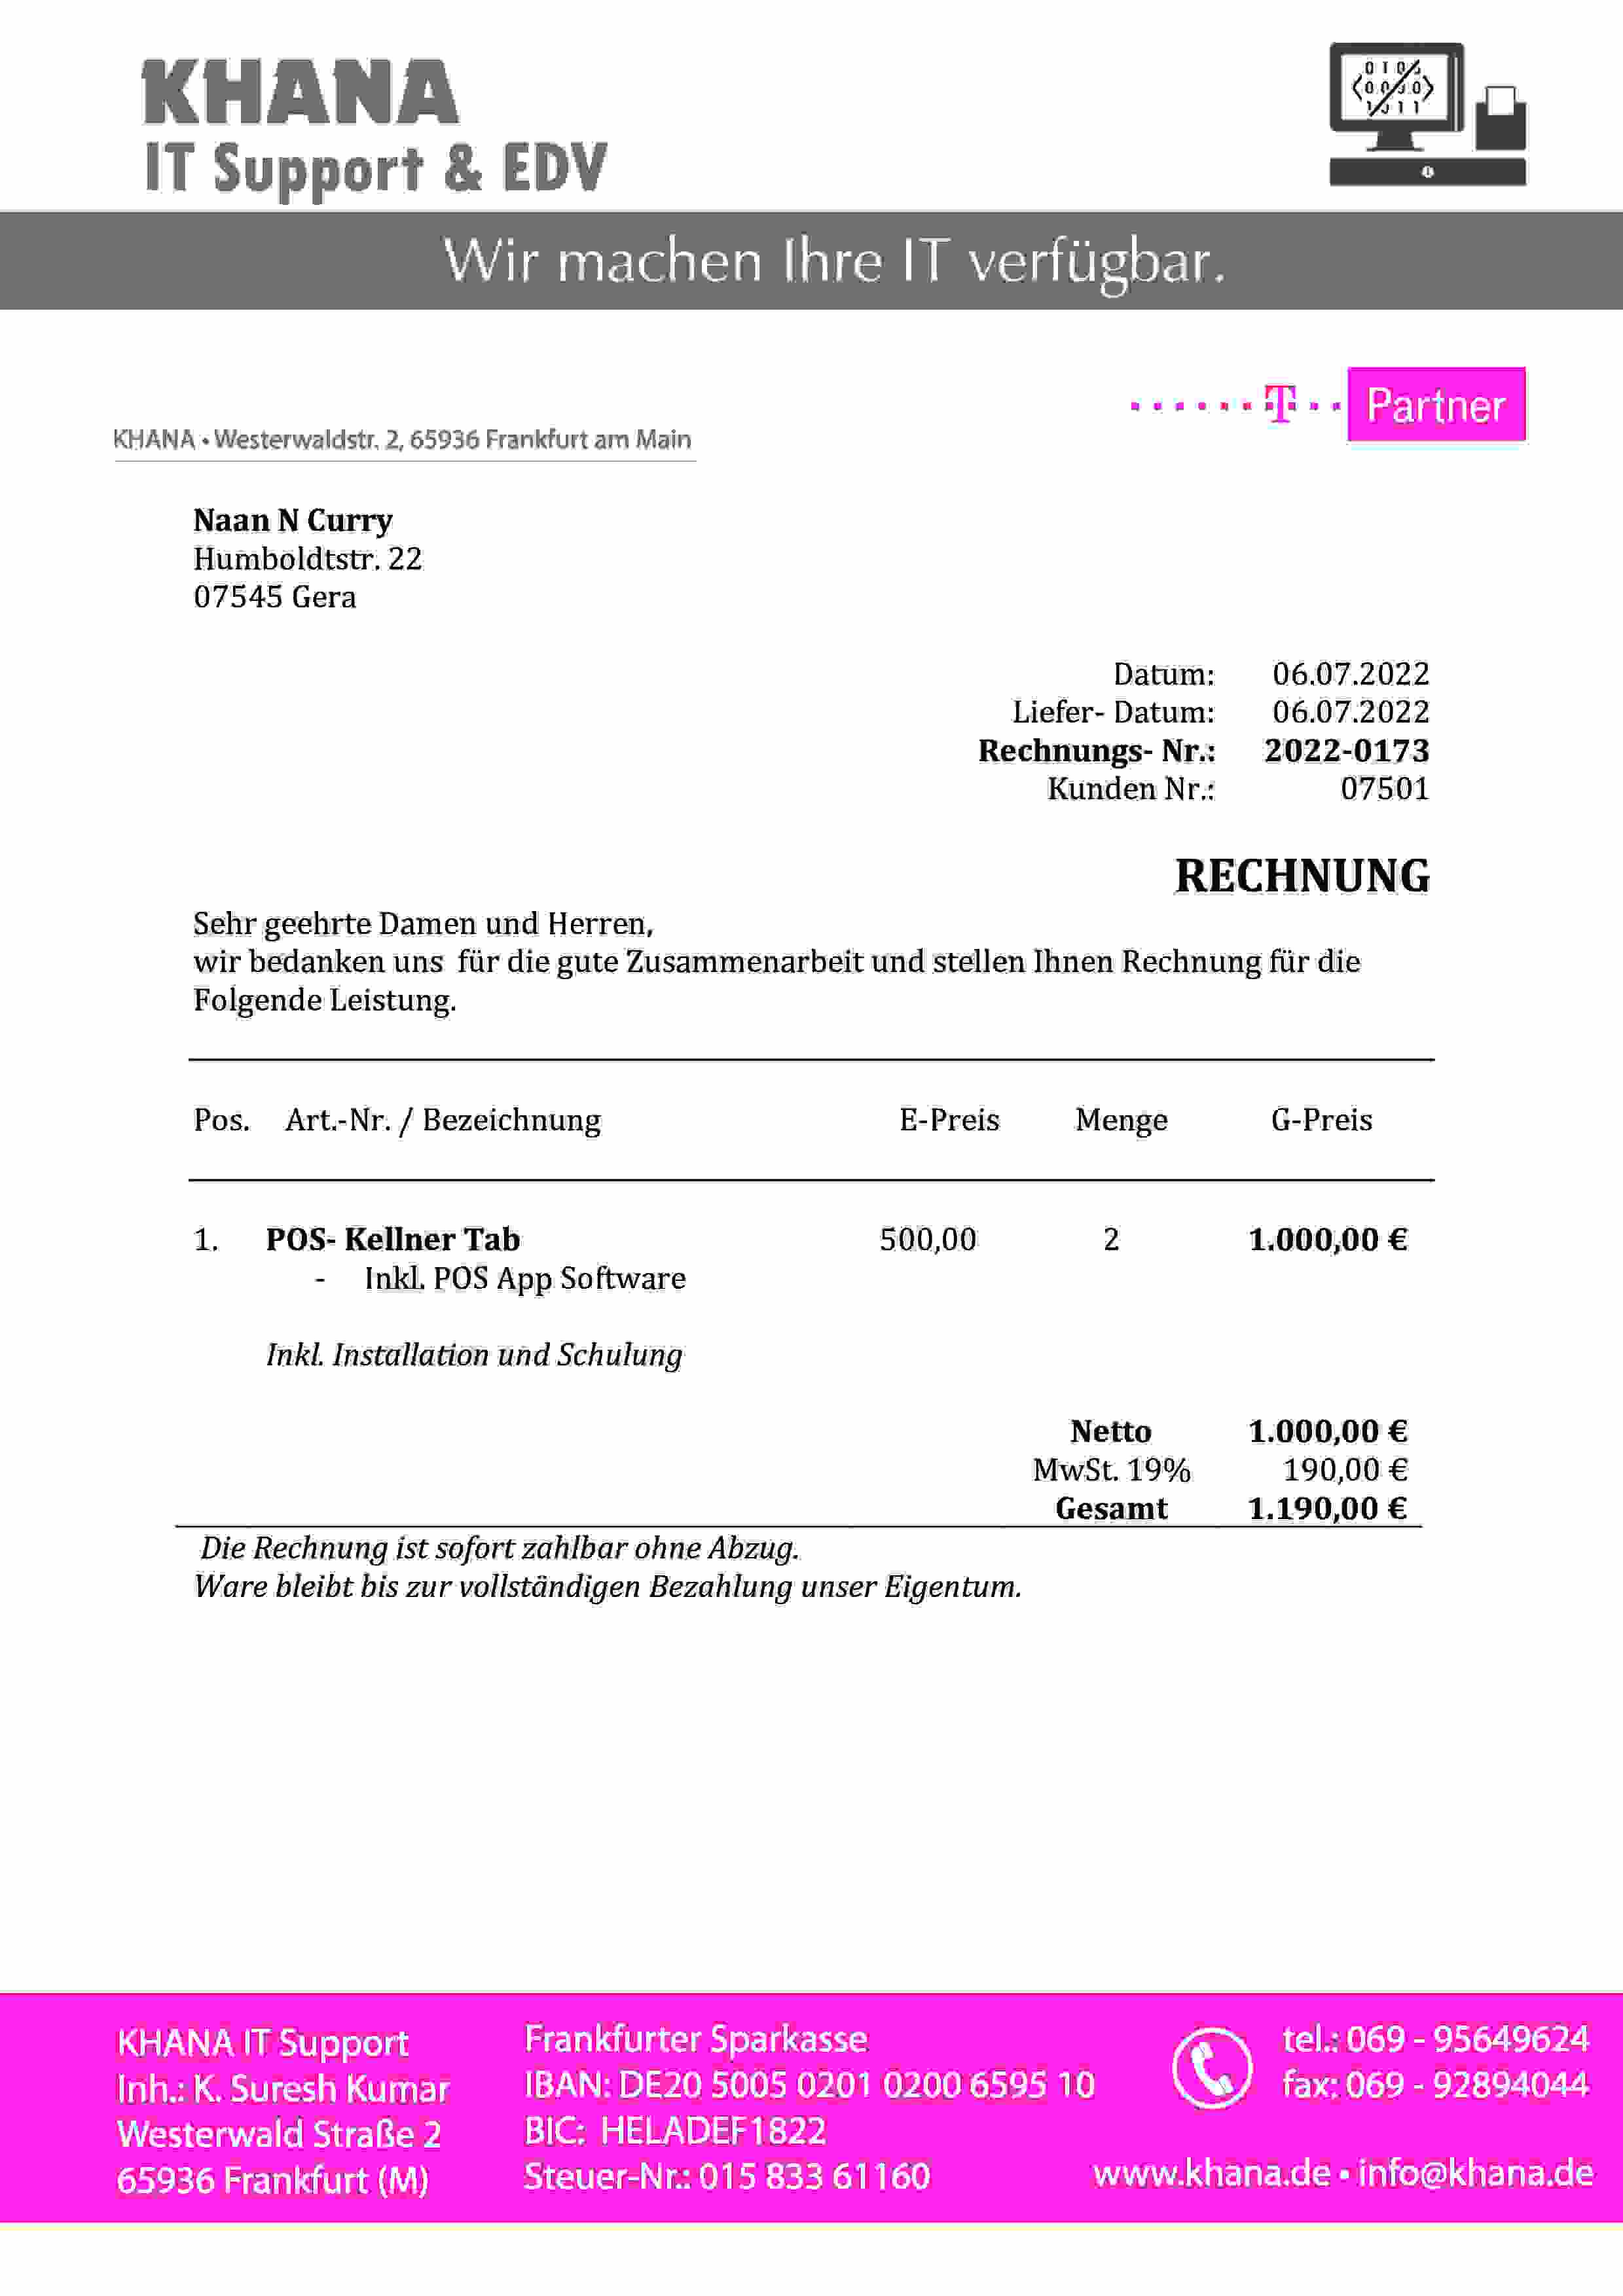 KHANA
IT Support & EDV
Wir machen Ihre IT verfügbar.
T Partner
KHANA • Westerwaldstr. 2, 65936 Frankfurt am Main
Naan N Curry
Humboldtstr. 22
07545 Gera
Datum: 06.07.2022
Liefer- Datum: 06.07.2022
Rechnungs- Nr.: 2022-0173
Kunden Nr.: 07501
RECHNUNG
Sehr geehrte Damen und Herren,
wir bedanken uns für die gute Zusammenarbeit und stellen Ihnen Rechnung für die
Folgende Leistung.
Pos. Art.-Nr. / Bezeichnung E-Preis Menge G-Preis
1. POS- Kellner Tab 500,00 2 1.000,00 €
- Inkl. POS App Software
Inkl. Installation und Schulung
Netto 1.000,00 €
MwSt. 19% 190,00 €
Gesamt 1.190,00 €
Die Rechnung ist sofort zahlbar ohne Abzug.
Ware bleibt bis zur vollständigen Bezahlung unser Eigentum.
KHANA IT Support
Inh.: K. Suresh Kumar
Westerwald Straße 2
65936 Frankfurt (M)
Frankfurter Sparkasse
IBAN: DE20 5005 0201 0200 6595 10
BIC: HELADEF1822
Steuer-Nr.: 015 833 61160
tel.: 069 - 95649624
fax: 069 - 92894044
www.khana.de • info@khana.de